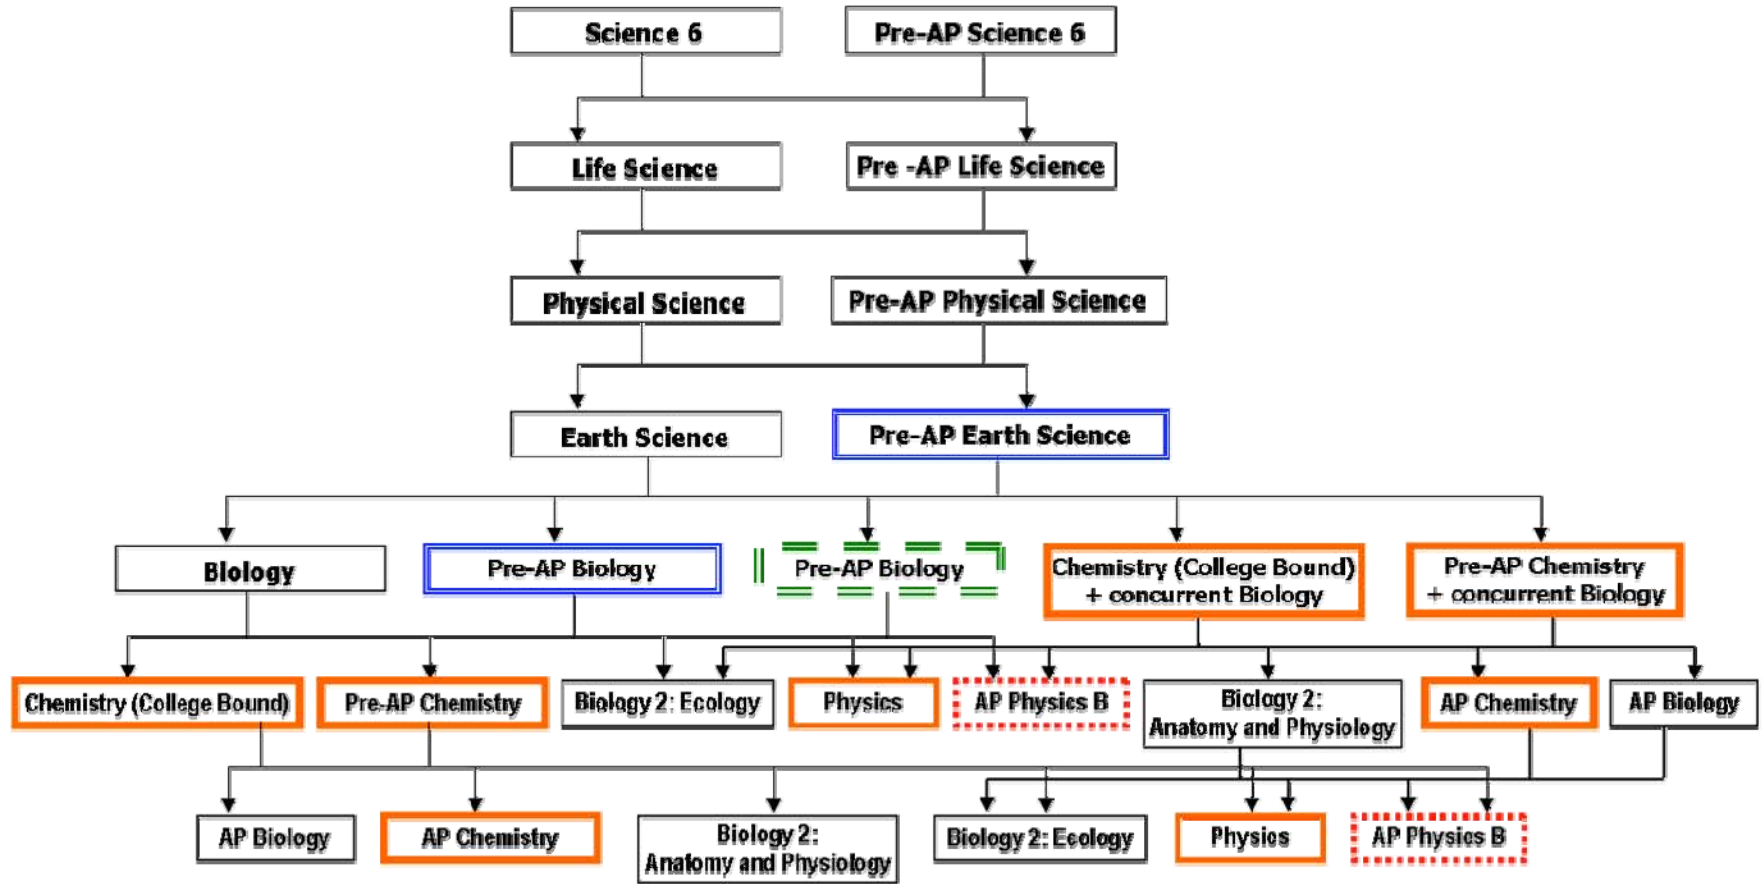 Science 6
Pre-AP Science 6
Life Science
Pre -AP Life Science
Physical Science
Pre-AP Physical Science
Earth Science
Pre-AP Earth Science
Biology
Pre-AP Biology
Pre-AP Biology
Chemistry (College Bound)
+ concurrent Biology
Pre-AP Chemistry
+ concurrent Biology
Chemistry (College Bound)
Pre-AP Chemistry
Biology 2: Ecology
Physics
AP Physics B
Biology 2:
Anatomy and Physiology
AP Chemistry
AP Biology
AP Biology
AP Chemistry
Biology 2:
Anatomy and Physiology
Biology 2: Ecology
Physics
AP Physics B